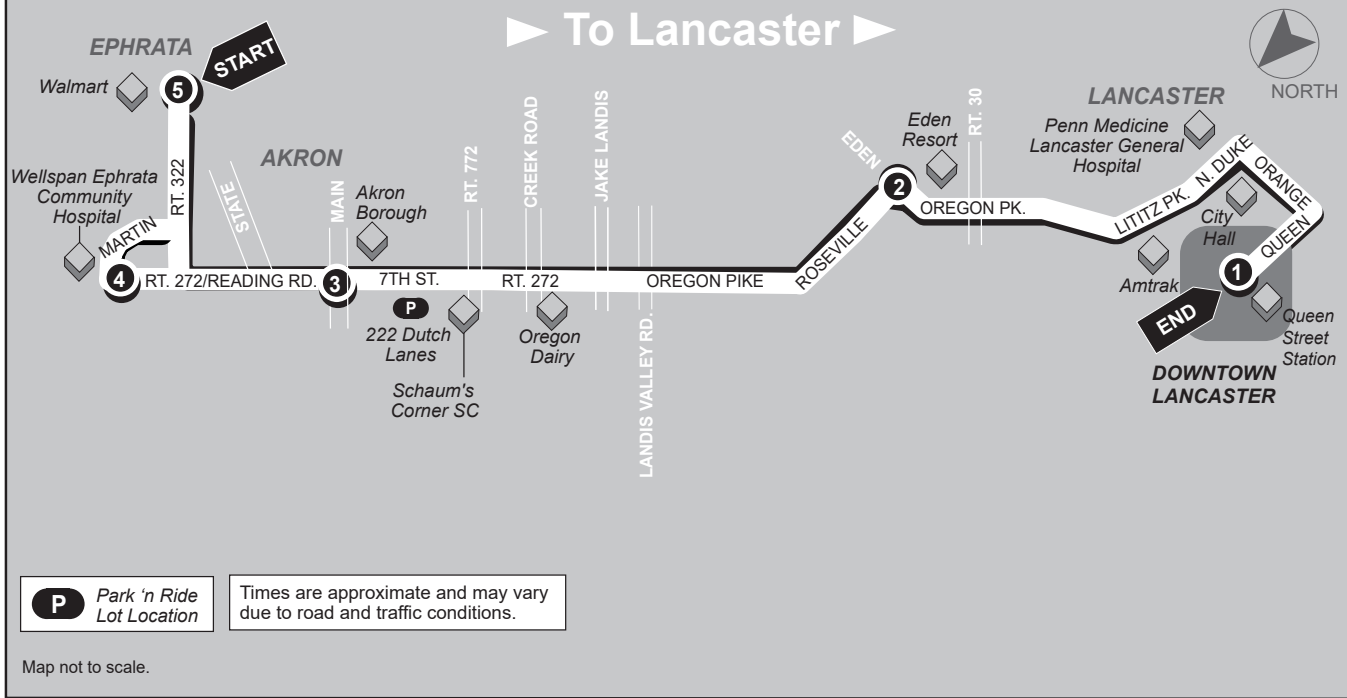 To Lancaster
EPHRATA
START
Walmart
5
NORTH
LANCASTER
Penn Medicine
Lancaster General
Hospital
Eden
Resort
EDEN
RT. 30
CREEK ROAD
JAKE LANDIS
RT. 772
AKRON
MAIN
STATE
RT. 322
Akron
Borough
Wellspan Ephrata
Community
Hospital
MARTIN
4
RT. 272/READING RD.
3
7TH ST.
RT. 272
OREGON PIKE
ROSEVILLE
2
OREGON PK.
LITITZ PK.
N. DUKE
ORANGE
QUEEN
City
Hall
Amtrak
1
END
Queen
Street
Station
DOWNTOWN
LANCASTER
P
222 Dutch
Lanes
Schaum's
Corner SC
Oregon
Dairy
LANDIS VALLEY RD.
P
Park ‘n Ride
Lot Location
Times are approximate and may vary
due to road and traffic conditions.
Map not to scale.